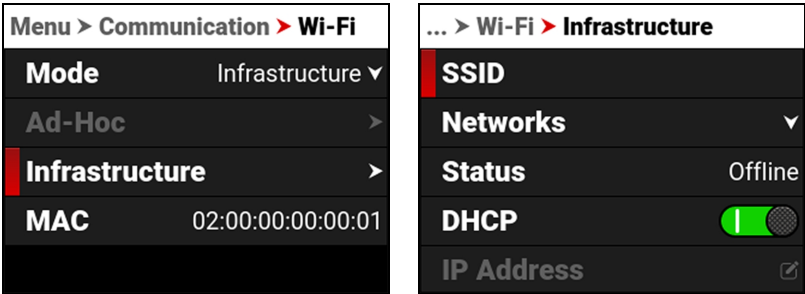 Menu > Communication > Wi-Fi
Mode Infrastructure
Ad-Hoc >
Infrastructure >
MAC 02:00:00:00:00:01
... > Wi-Fi > Infrastructure
SSID
Networks
Status Offline
DHCP
IP Address